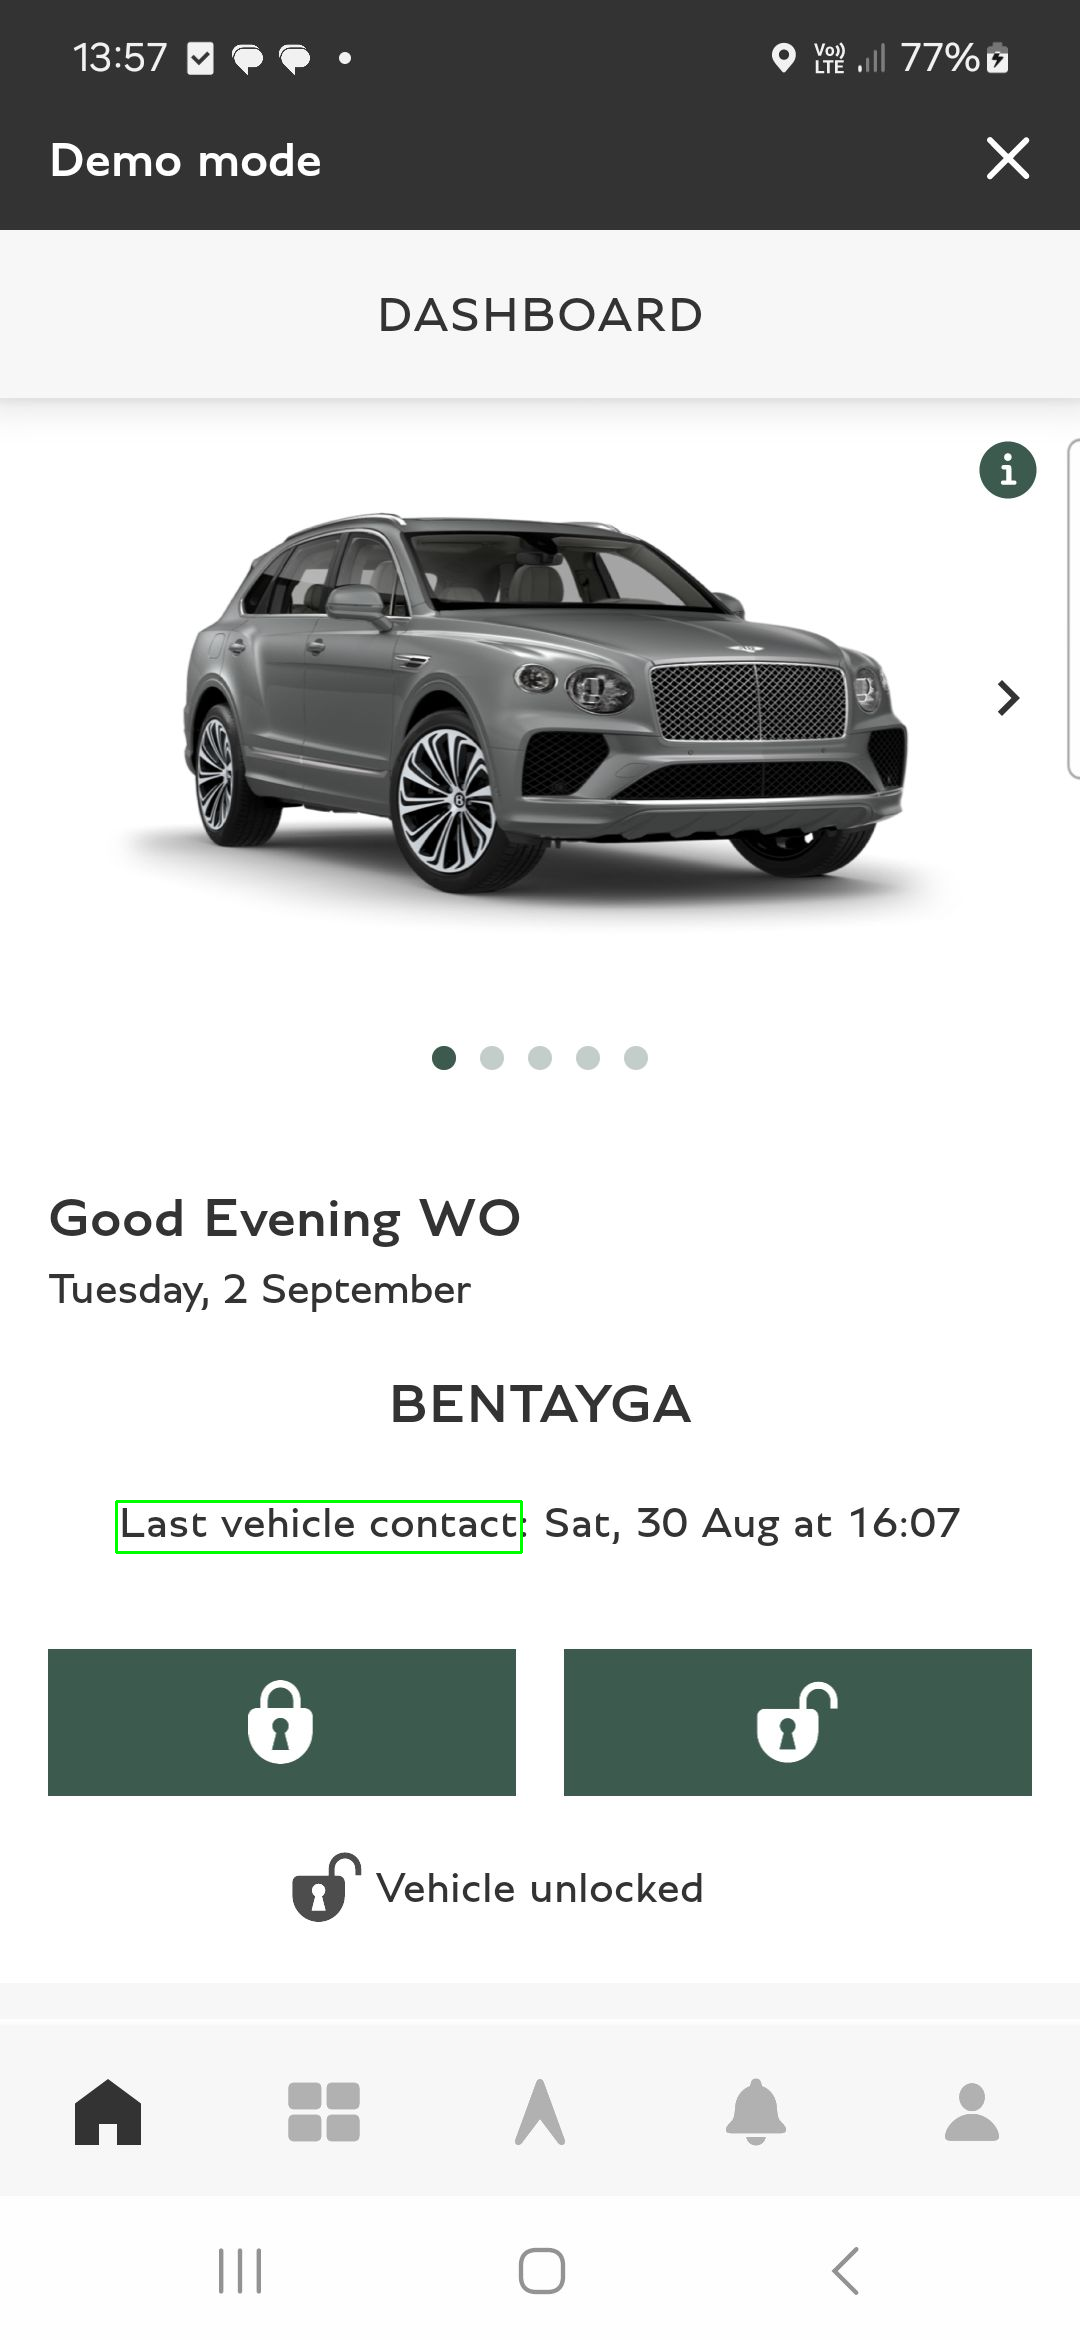 13:57
Vo)) LTE 77%
Demo mode
DASHBOARD
Good Evening WO
Tuesday, 2 September
BENTAYGA
Last vehicle contact: Sat, 30 Aug at 16:07
Vehicle unlocked